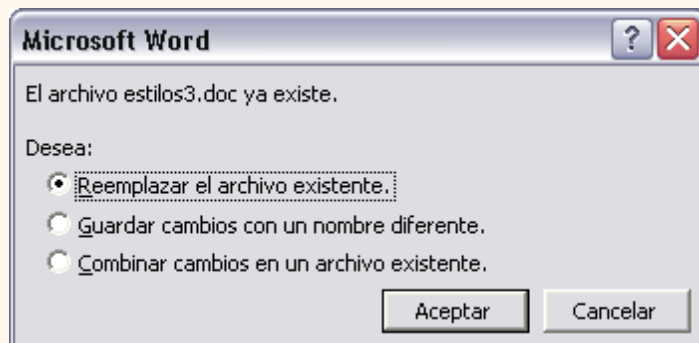 Microsoft Word
El archivo estilos3.doc ya existe.
Desea:
Reemplazar el archivo existente.
Guardar cambios con un nombre diferente.
Combinar cambios en un archivo existente.
Aceptar Cancelar